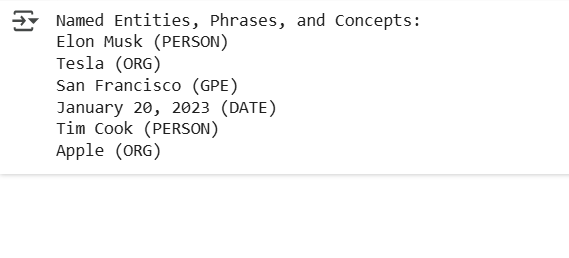 Named Entities, Phrases, and Concepts:
Elon Musk (PERSON)
Tesla (ORG)
San Francisco (GPE)
January 20, 2023 (DATE)
Tim Cook (PERSON)
Apple (ORG)